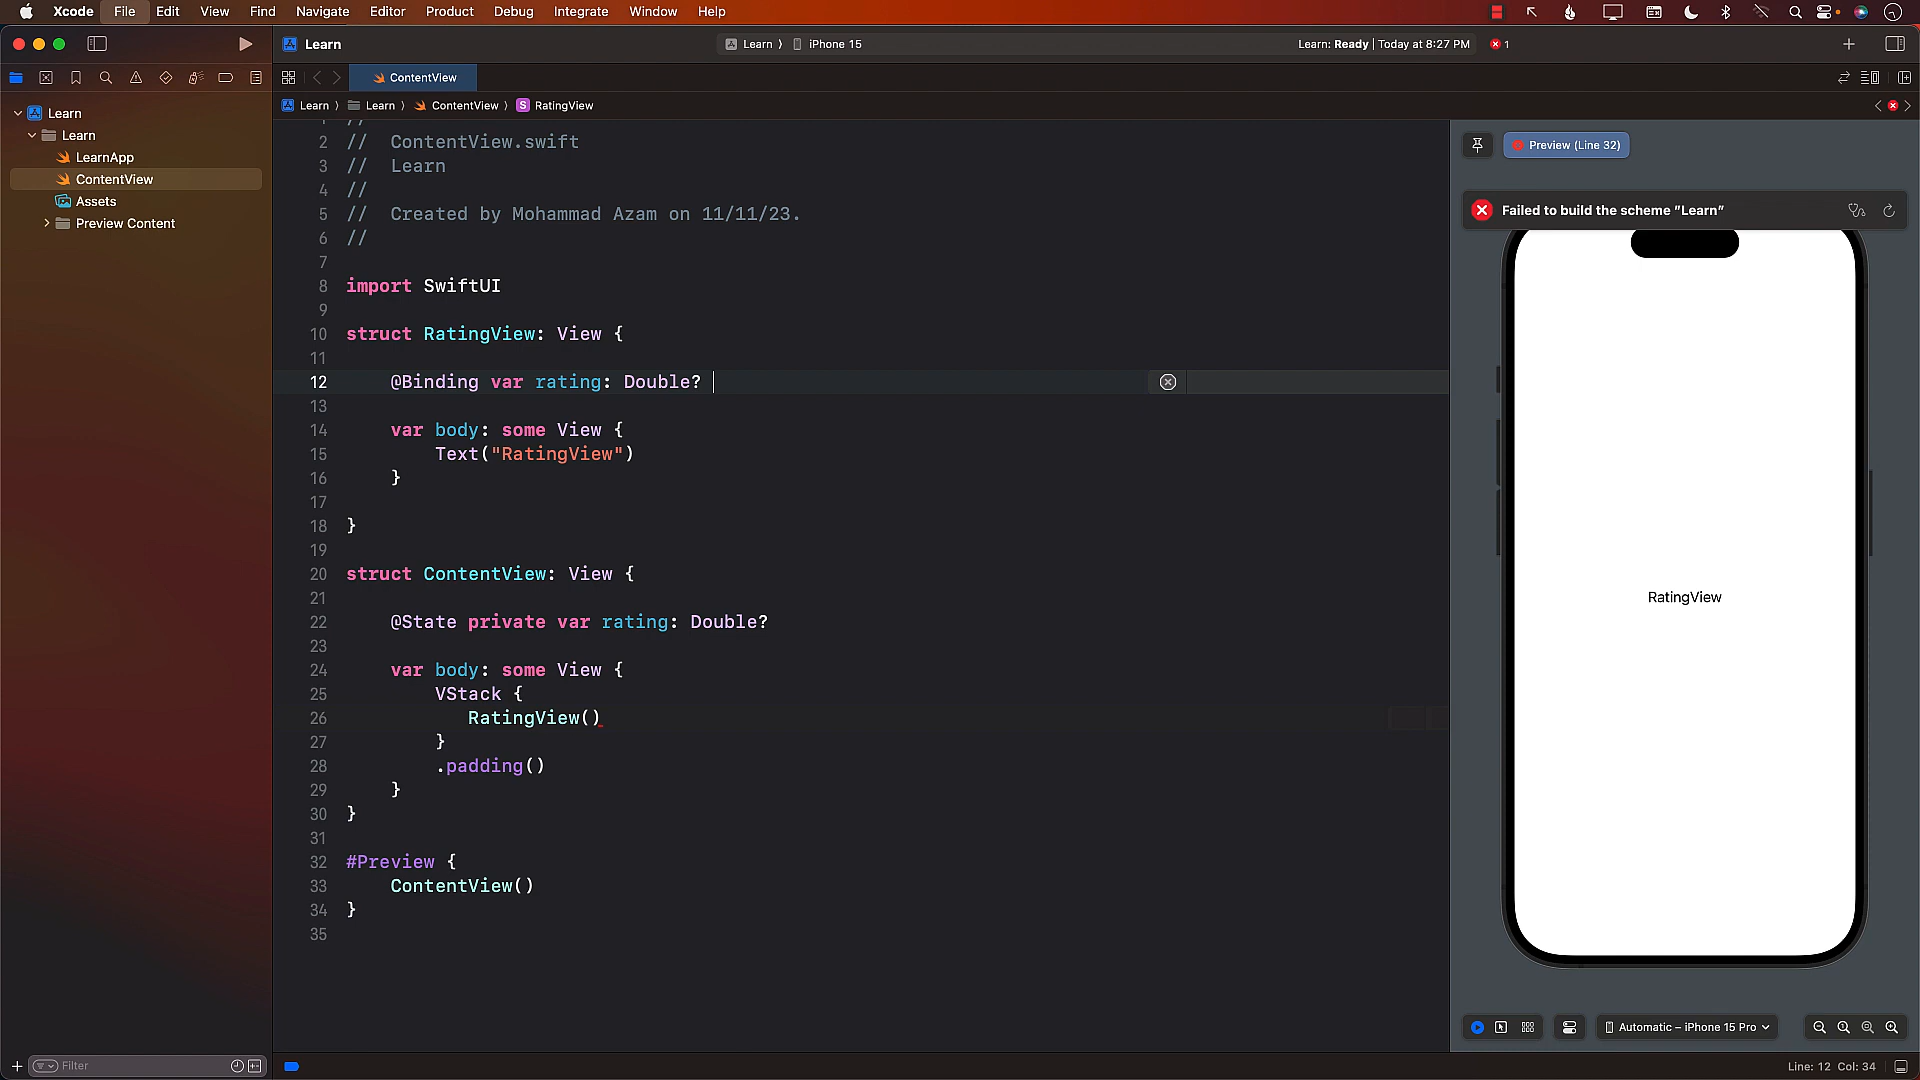 Xcode File Edit View Find Navigate Editor Product Debug Integrate Window Help
Learn
Learn ⟩ iPhone 15
Learn: Ready | Today at 8:27 PM
1
ContentView
Learn ⟩ Learn ⟩ ContentView ⟩ S RatingView
Learn
Learn
LearnApp
ContentView
Assets
Preview Content
Filter
1 //
2 // ContentView.swift
3 // Learn
4 //
5 // Created by Mohammad Azam on 11/11/23.
6 //
7
8 import SwiftUI
9
10 struct RatingView: View {
11
12 @Binding var rating: Double?
13
14 var body: some View {
15 Text("RatingView")
16 }
17
18 }
19
20 struct ContentView: View {
21
22 @State private var rating: Double?
23
24 var body: some View {
25 VStack {
26 RatingView()
27 }
28 .padding()
29 }
30 }
31
32 #Preview {
33 ContentView()
34 }
35
Preview (Line 32)
Failed to build the scheme "Learn"
RatingView
Automatic – iPhone 15 Pro
Line: 12 Col: 34